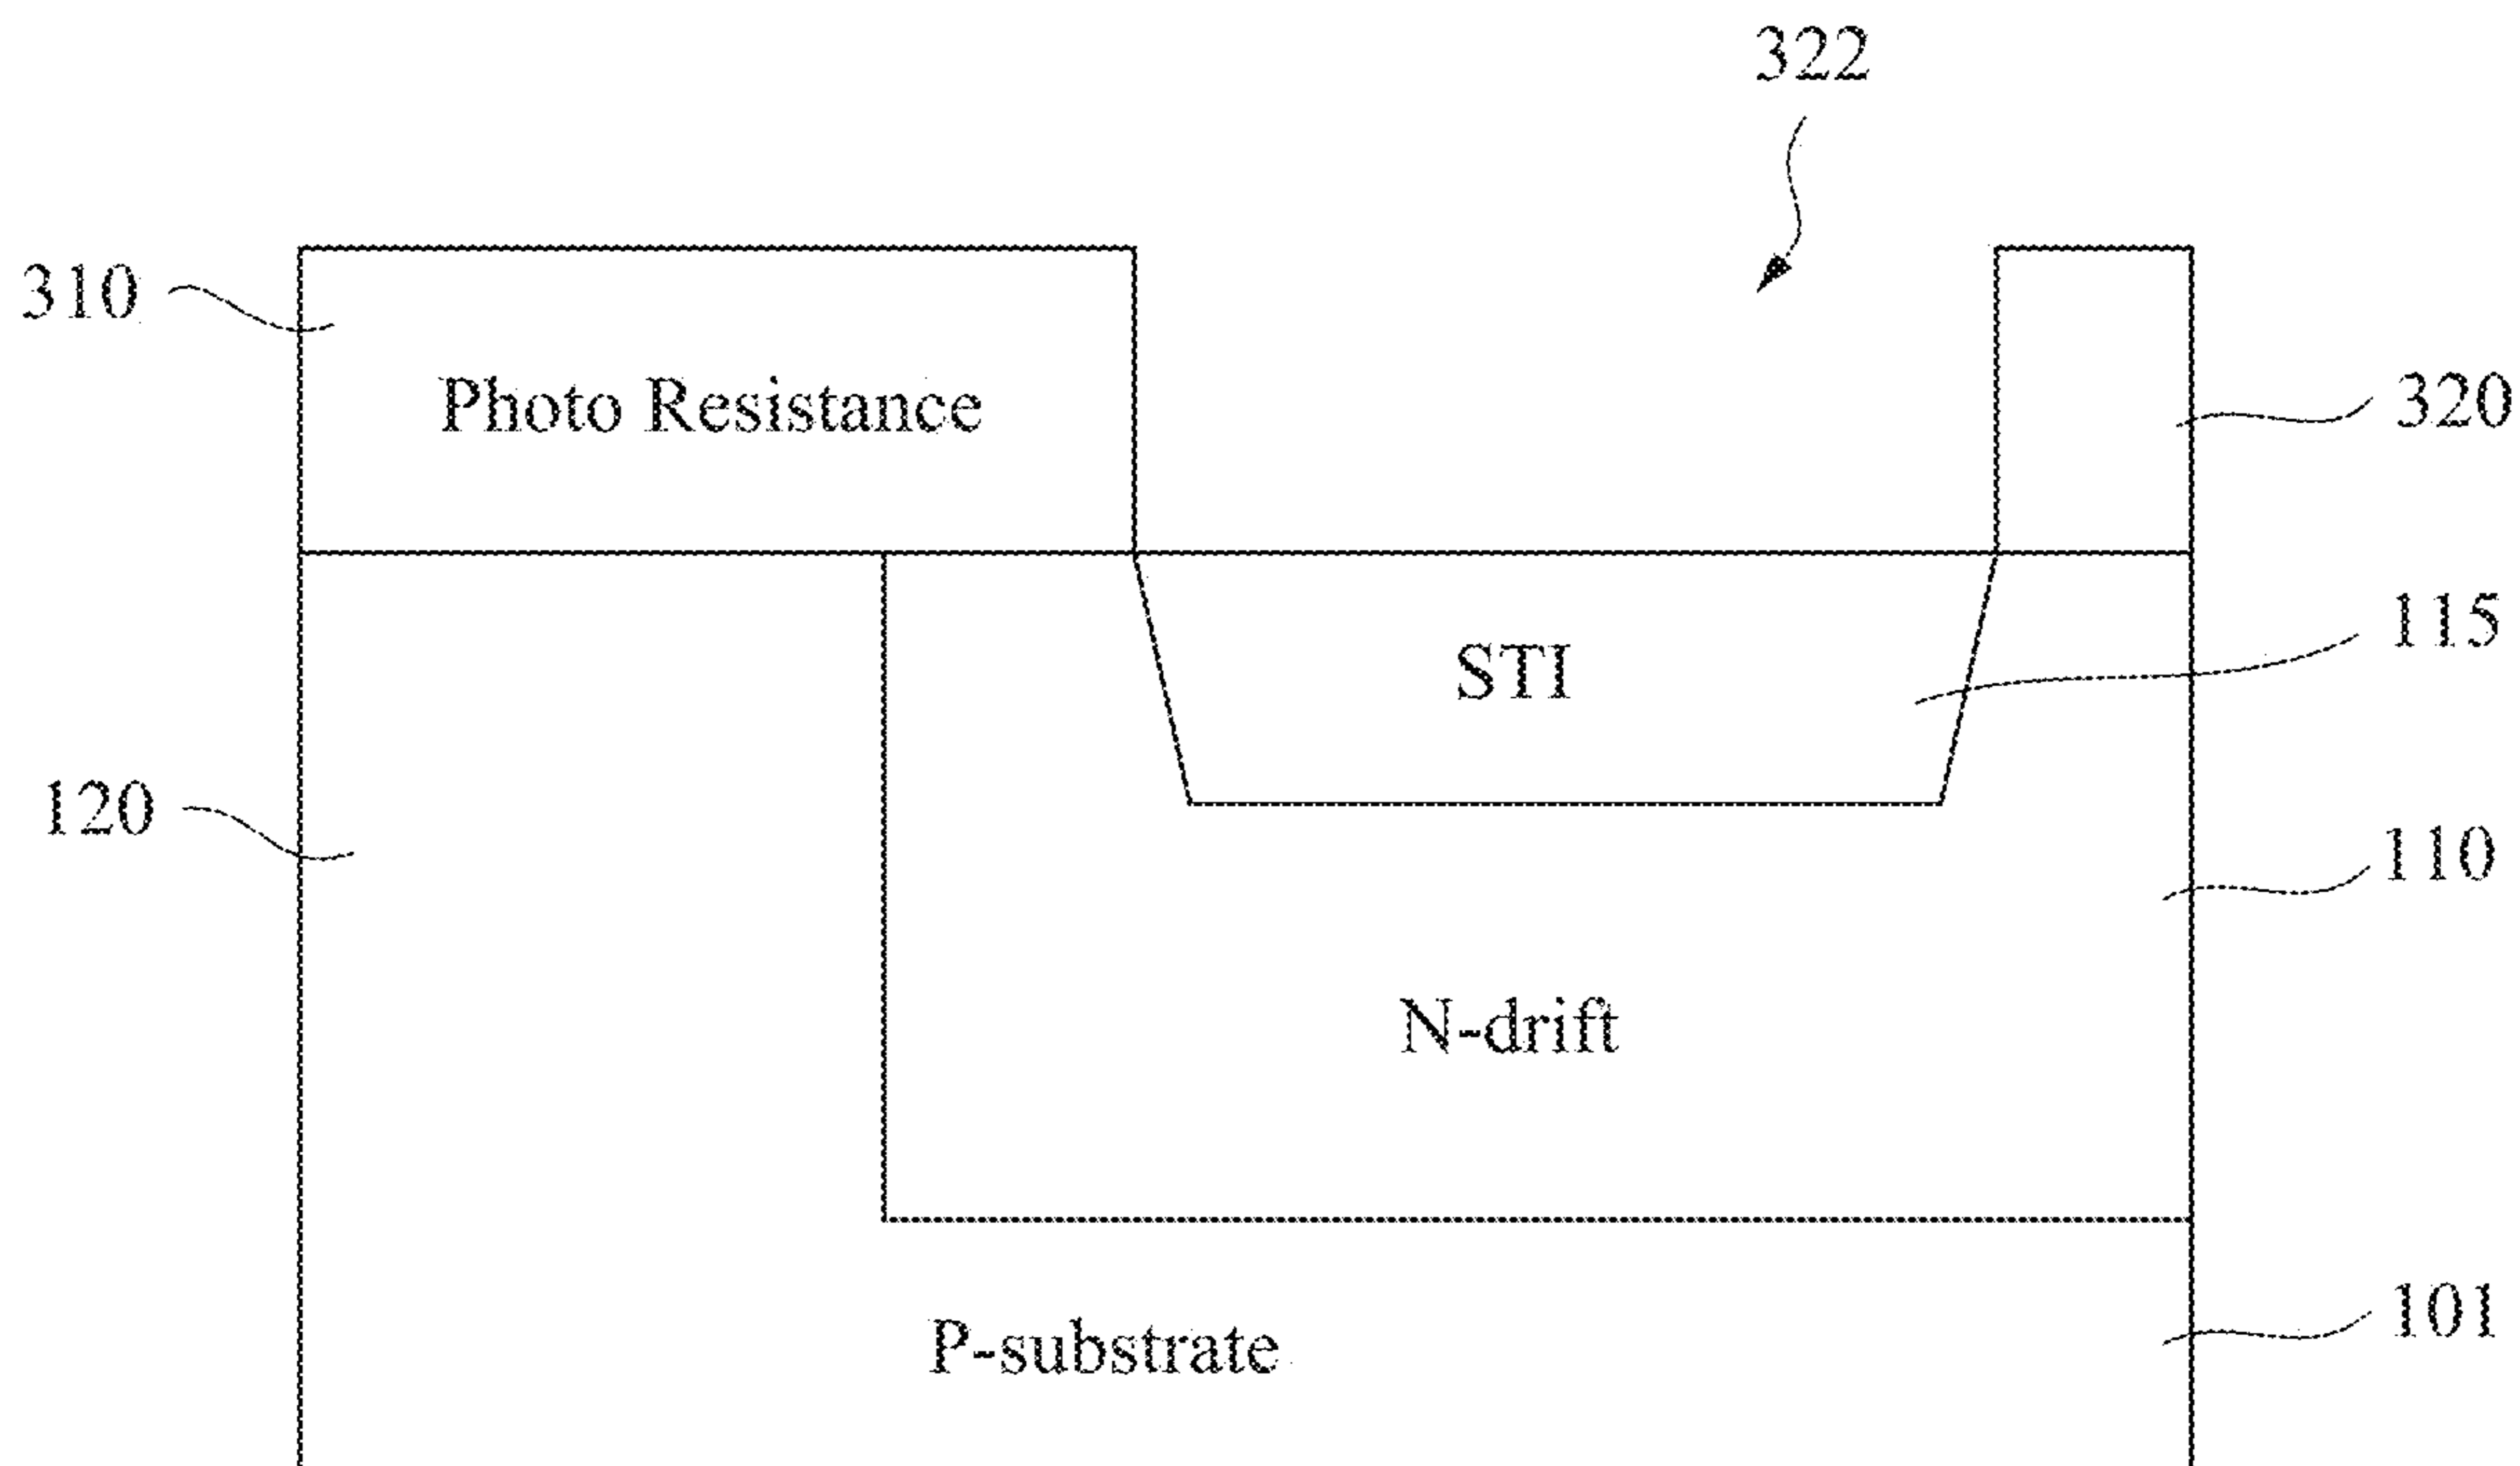 322
310
Photo Resistance
320
115
STI
120
110
N-drift
101
P-substrate